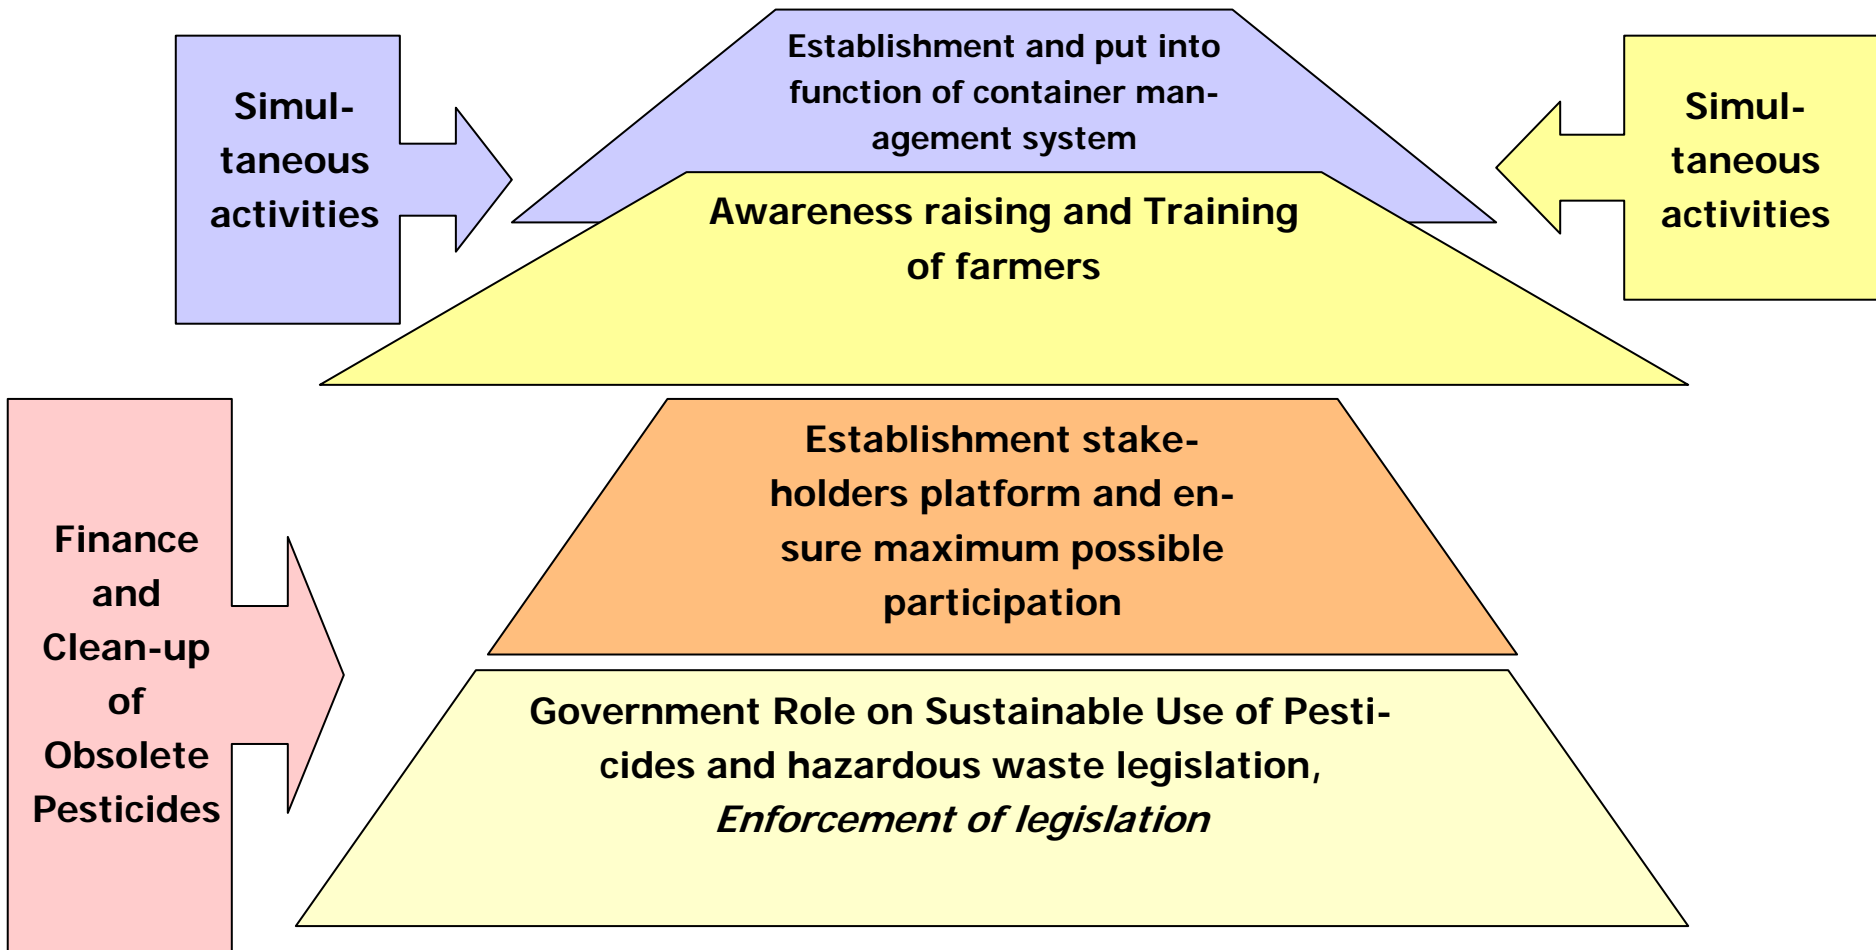 Simul-
taneous
activities
Establishment and put into
function of container man-
agement system
Simul-
taneous
activities
Awareness raising and Training
of farmers
Finance
and
Clean-up
of
Obsolete
Pesticides
Establishment stake-
holders platform and en-
sure maximum possible
participation
Government Role on Sustainable Use of Pesti-
cides and hazardous waste legislation,
Enforcement of legislation